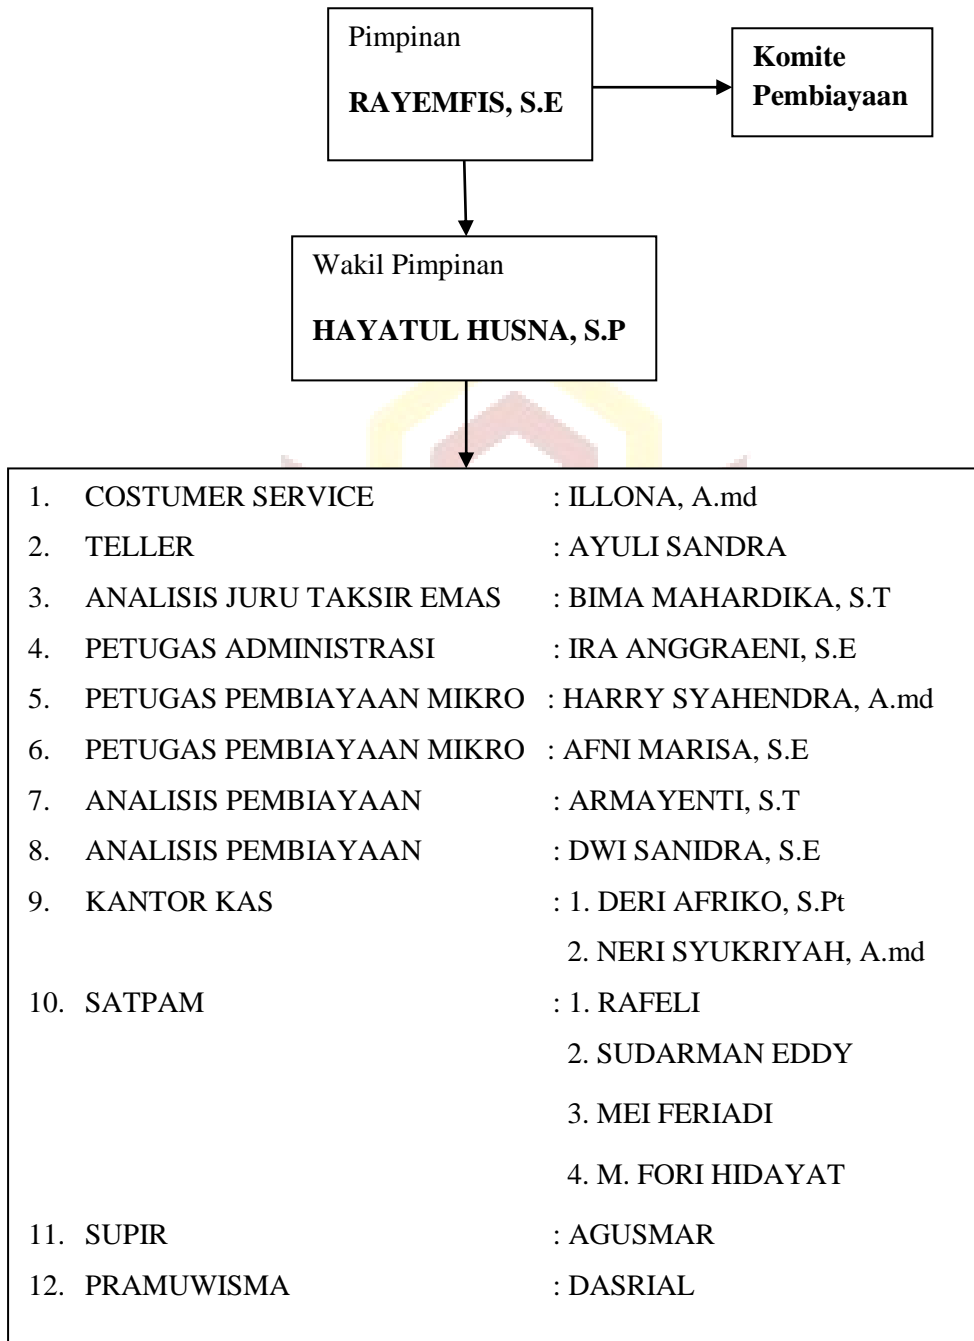 Pimpinan
RAYEMFIS, S.E
Komite
Pembiayaan
Wakil Pimpinan
HAYATUL HUSNA, S.P
1. COSTUMER SERVICE : ILLONA, A.md
2. TELLER : AYULI SANDRA
3. ANALISIS JURU TAKSIR EMAS : BIMA MAHARDIKA, S.T
4. PETUGAS ADMINISTRASI : IRA ANGGRAENI, S.E
5. PETUGAS PEMBIAYAAN MIKRO : HARRY SYAHENDRA, A.md
6. PETUGAS PEMBIAYAAN MIKRO : AFNI MARISA, S.E
7. ANALISIS PEMBIAYAAN : ARMAYENTI, S.T
8. ANALISIS PEMBIAYAAN : DWI SANIDRA, S.E
9. KANTOR KAS : 1. DERI AFRIKO, S.Pt
2. NERI SYUKRIYAH, A.md
10. SATPAM : 1. RAFELI
2. SUDARMAN EDDY
3. MEI FERIADI
4. M. FORI HIDAYAT
11. SUPIR : AGUSMAR
12. PRAMUWISMA : DASRIAL